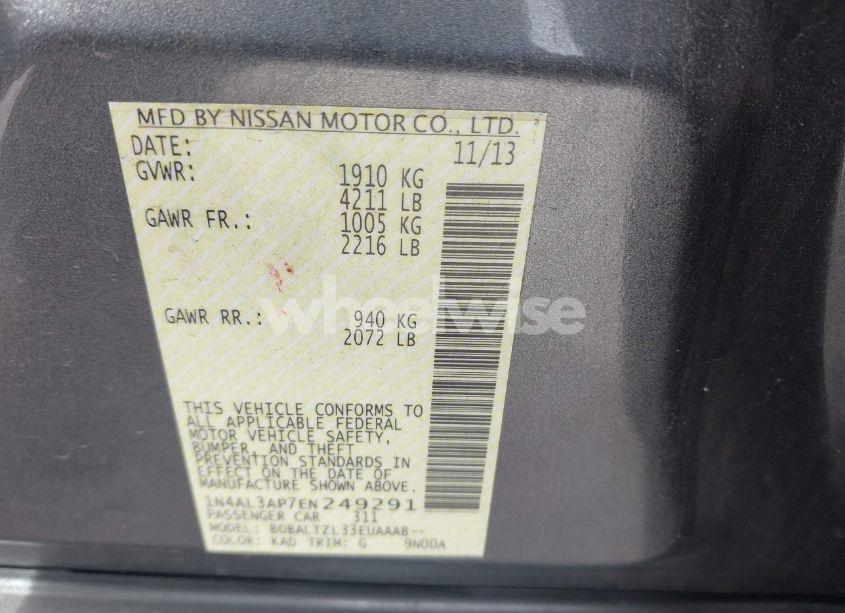 MFD BY NISSAN MOTOR CO., LTD.
DATE: 11/13
GVWR: 1910 KG
4211 LB
GAWR FR.: 1005 KG
2216 LB
GAWR RR.: 940 KG
2072 LB
wheelwise
THIS VEHICLE CONFORMS TO
ALL APPLICABLE FEDERAL
MOTOR VEHICLE SAFETY,
BUMPER, AND THEFT
PREVENTION STANDARDS IN
EFFECT ON THE DATE OF
MANUFACTURE SHOWN ABOVE.
1N4AL3AP7EN249291
PASSENGER CAR 311
MODEL: BDBALTZL33EUAAAB--
COLOR: KAD TRIM: G 9N00A